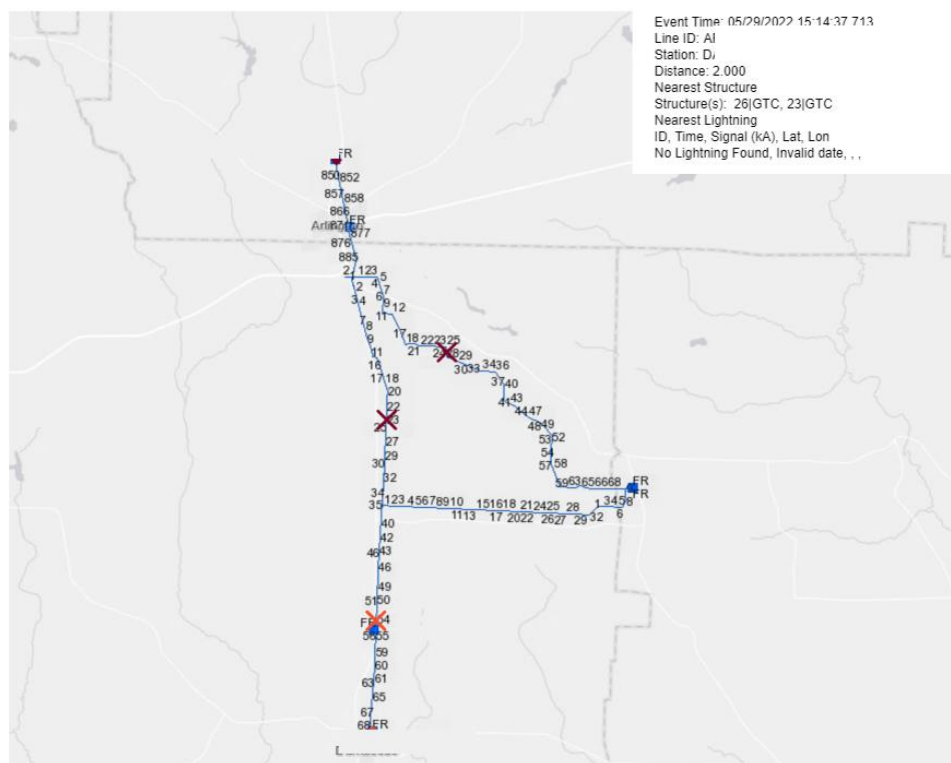 Event Time: 05/29/2022 15:14:37.713
Line ID:
Station:
Distance: 2.000
Nearest Structure
Structure(s): 26|GTC, 23|GTC
Nearest Lightning
ID, Time, Signal (kA), Lat, Lon
No Lightning Found, Invalid date, , ,
FR
850 852
857 858
866
FR
Arlington
877
876
885
2 1 1 2 3 5
4
2 7
3 4 6 9
11 12
7
8 17 18 22 23 25
9 21 29
11 30 33 34 36
16 37 40
17 18 41 43
20 44 47
22 48 49
53 52
27 54
29 57 58
30
32 59 63 65 66 68 FR
34 FR
35 1 2 3 4 5 6 7 8 9 10 15 16 18 21 24 25 28 1 3 4 5 8
11 13 17 20 22 26 27 29 32 6
40
42
46 43
46
49
51 50
54
56 55
59
60
63 61
65
67
68 FR